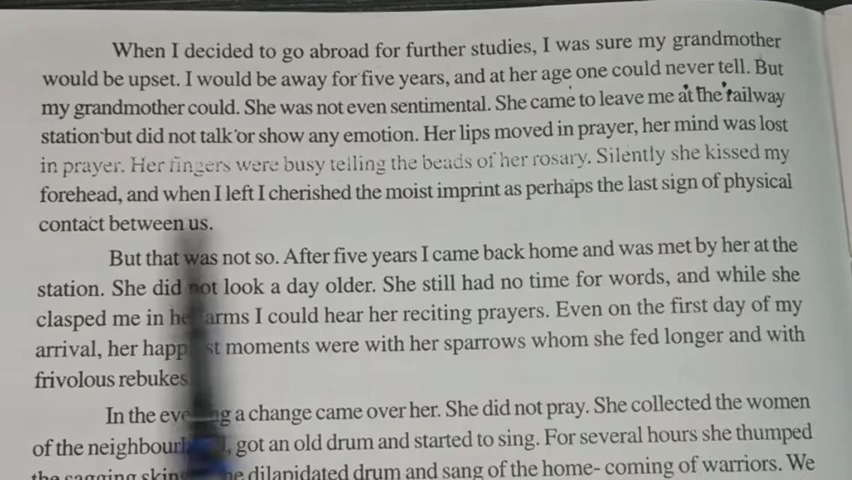 When I decided to go abroad for further studies, I was sure my grandmother
would be upset. I would be away for five years, and at her age one could never tell. But
my grandmother could. She was not even sentimental. She came to leave me at the railway
station but did not talk or show any emotion. Her lips moved in prayer, her mind was lost
in prayer. Her fingers were busy telling the beads of her rosary. Silently she kissed my
forehead, and when I left I cherished the moist imprint as perhaps the last sign of physical
contact between us.
But that was not so. After five years I came back home and was met by her at the
station. She did not look a day older. She still had no time for words, and while she
clasped me in her arms I could hear her reciting prayers. Even on the first day of my
arrival, her happiest moments were with her sparrows whom she fed longer and with
frivolous rebukes
In the evening a change came over her. She did not pray. She collected the women
of the got an old drum and started to sing. For several hours she thumped
the sagging skins dilapidated drum and sang of the home- coming of warriors. We